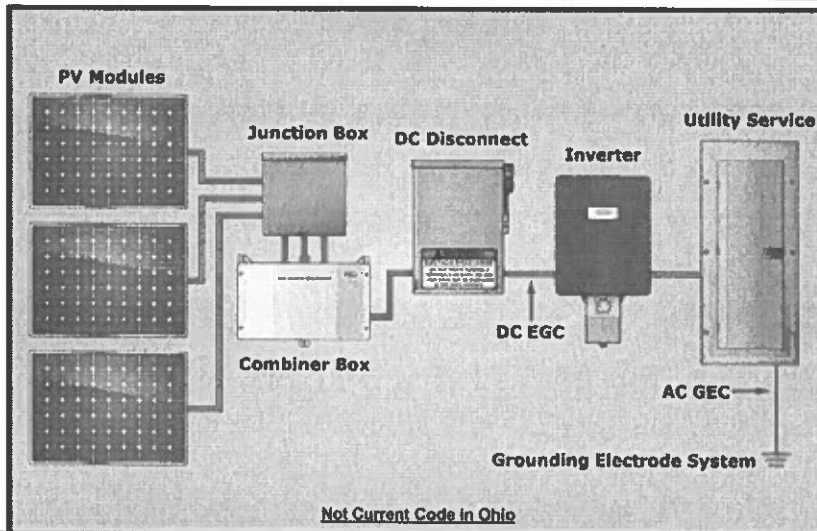 PV Modules
Junction Box
DC Disconnect
Inverter
Utility Service
DC EGC
Combiner Box
AC GEC
Grounding Electrode System
Not Current Code in Ohio